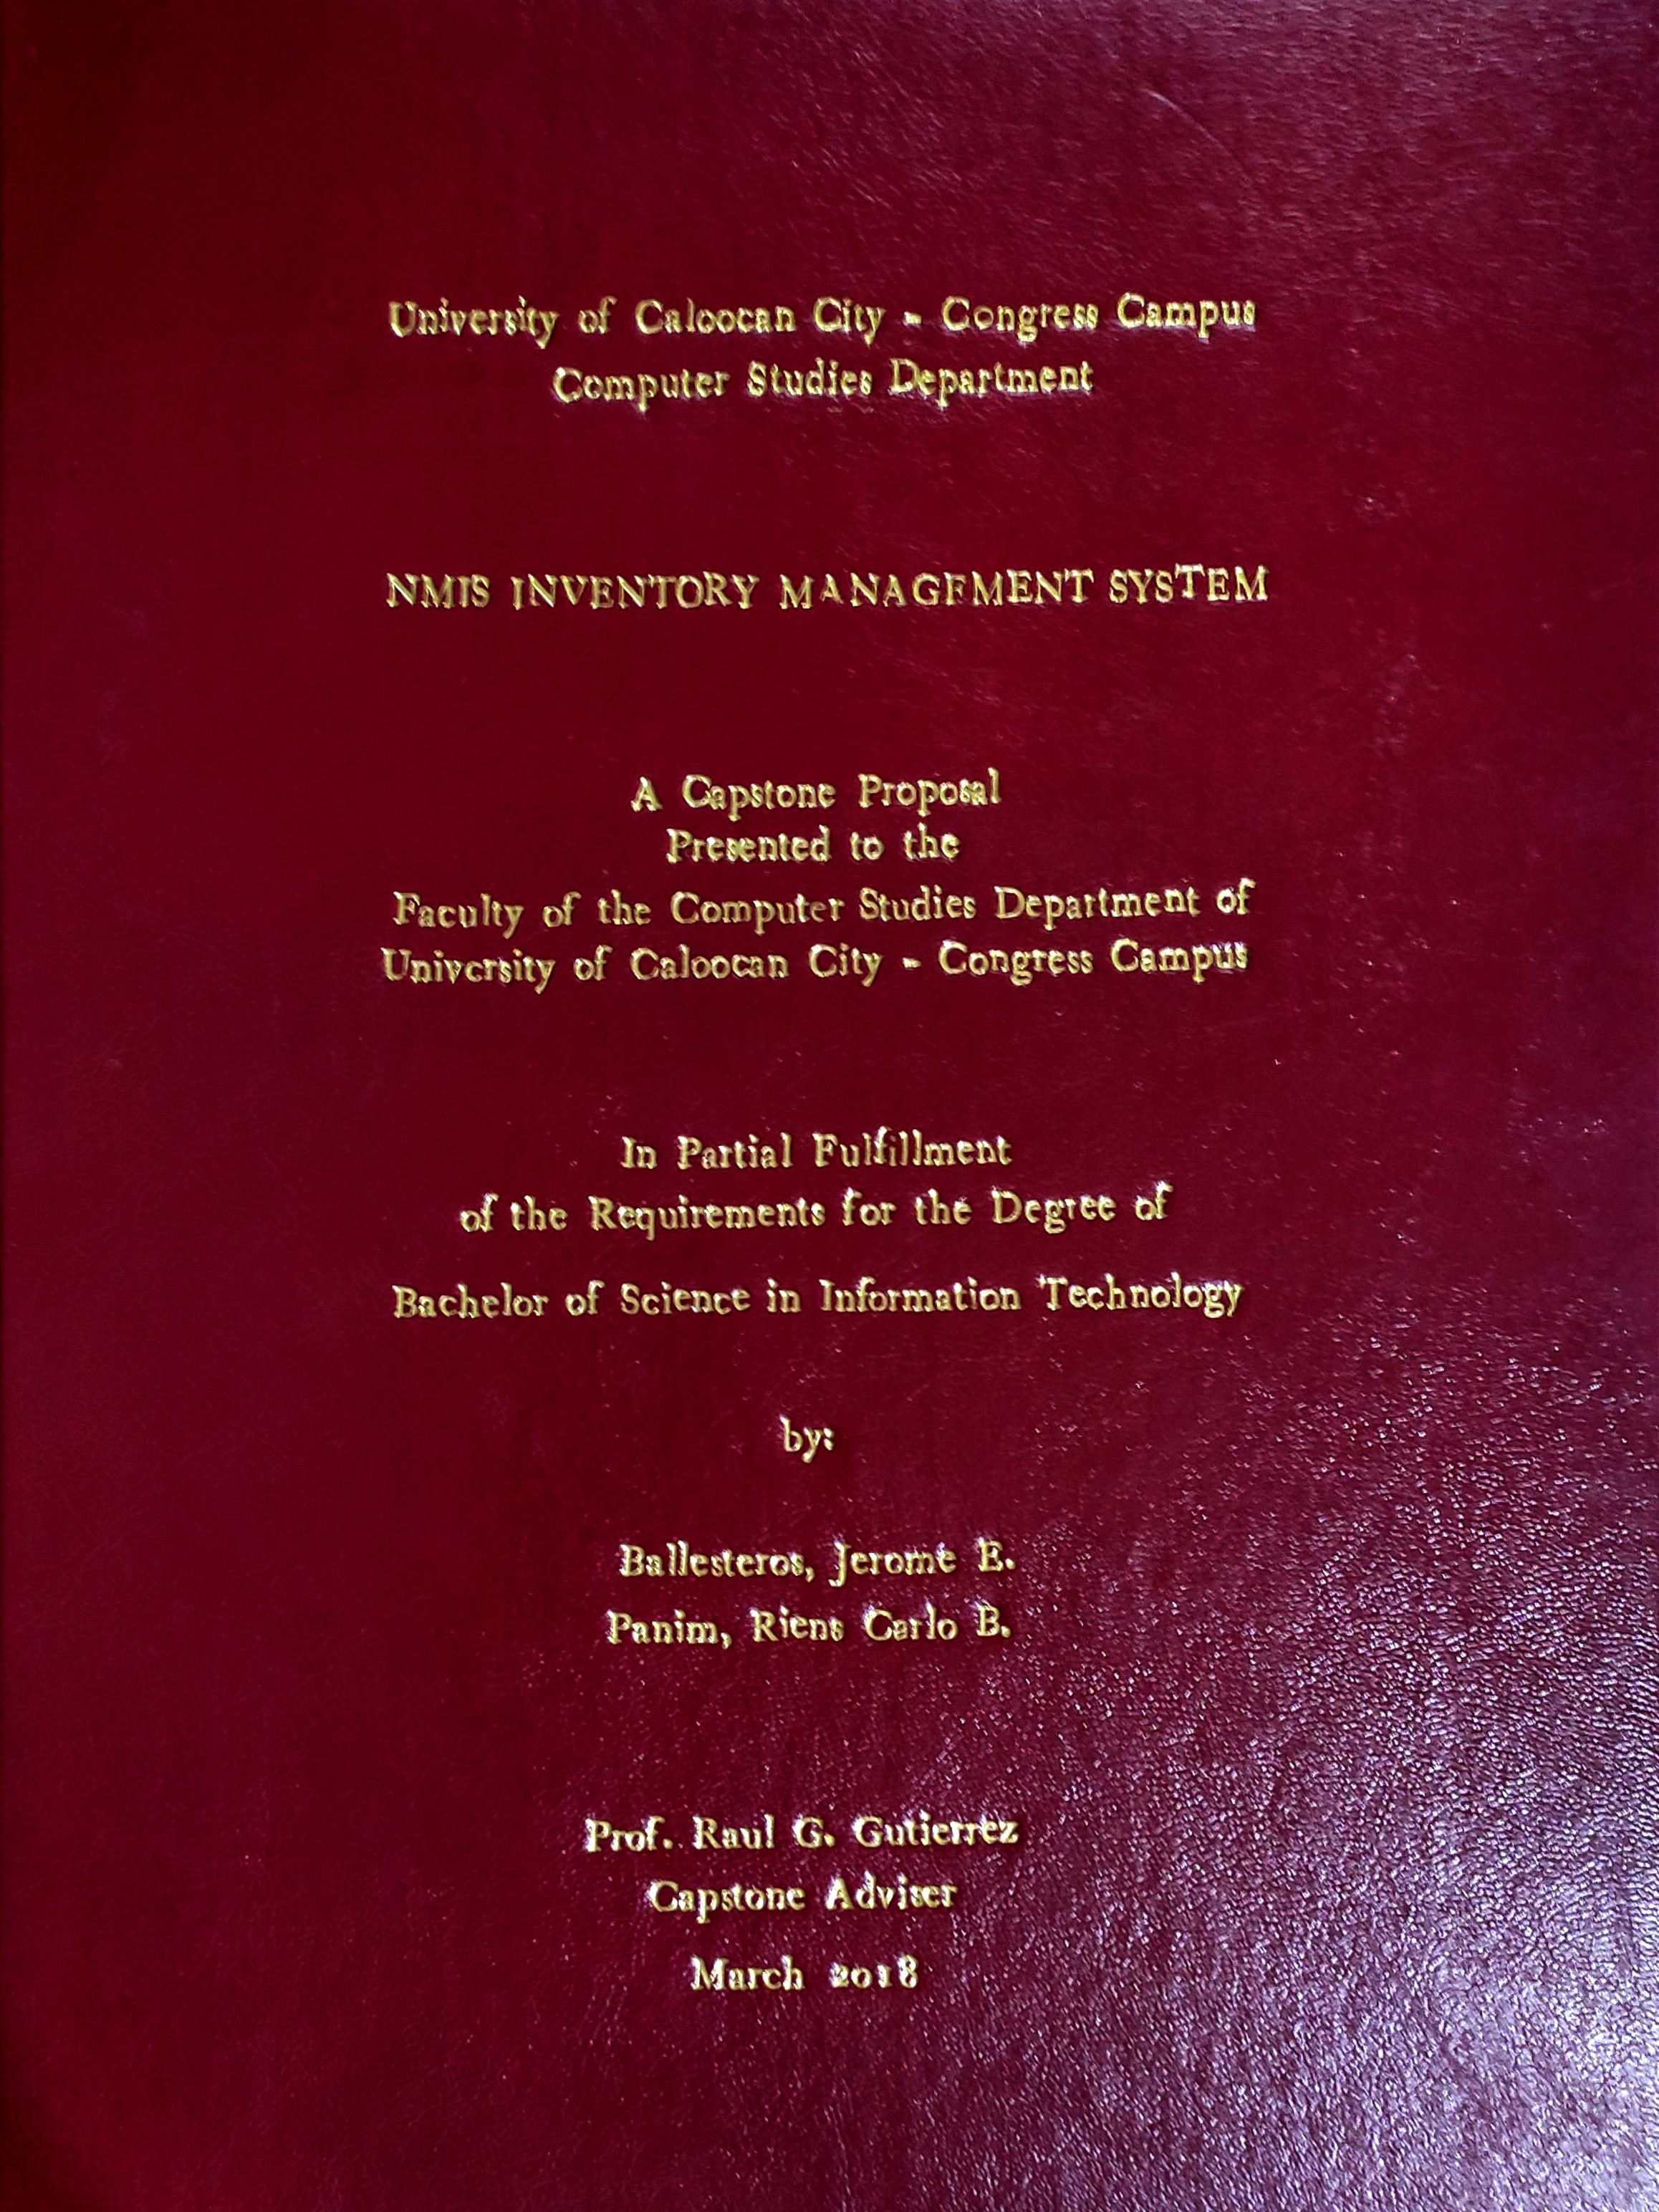 University of Caloocan City - Congress Campus
Computer Studies Department
NMIS INVENTORY MANAGEMENT SYSTEM
A Capstone Proposal
Presented to the
Faculty of the Computer Studies Department of
University of Caloocan City - Congress Campus
In Partial Fulfillment
of the Requirements for the Degree of
Bachelor of Science in Information Technology
by:
Ballesteros, Jerome E.
Panim, Riens Carlo B.
Prof. Raul G. Gutierrez
Capstone Adviser
March 2018